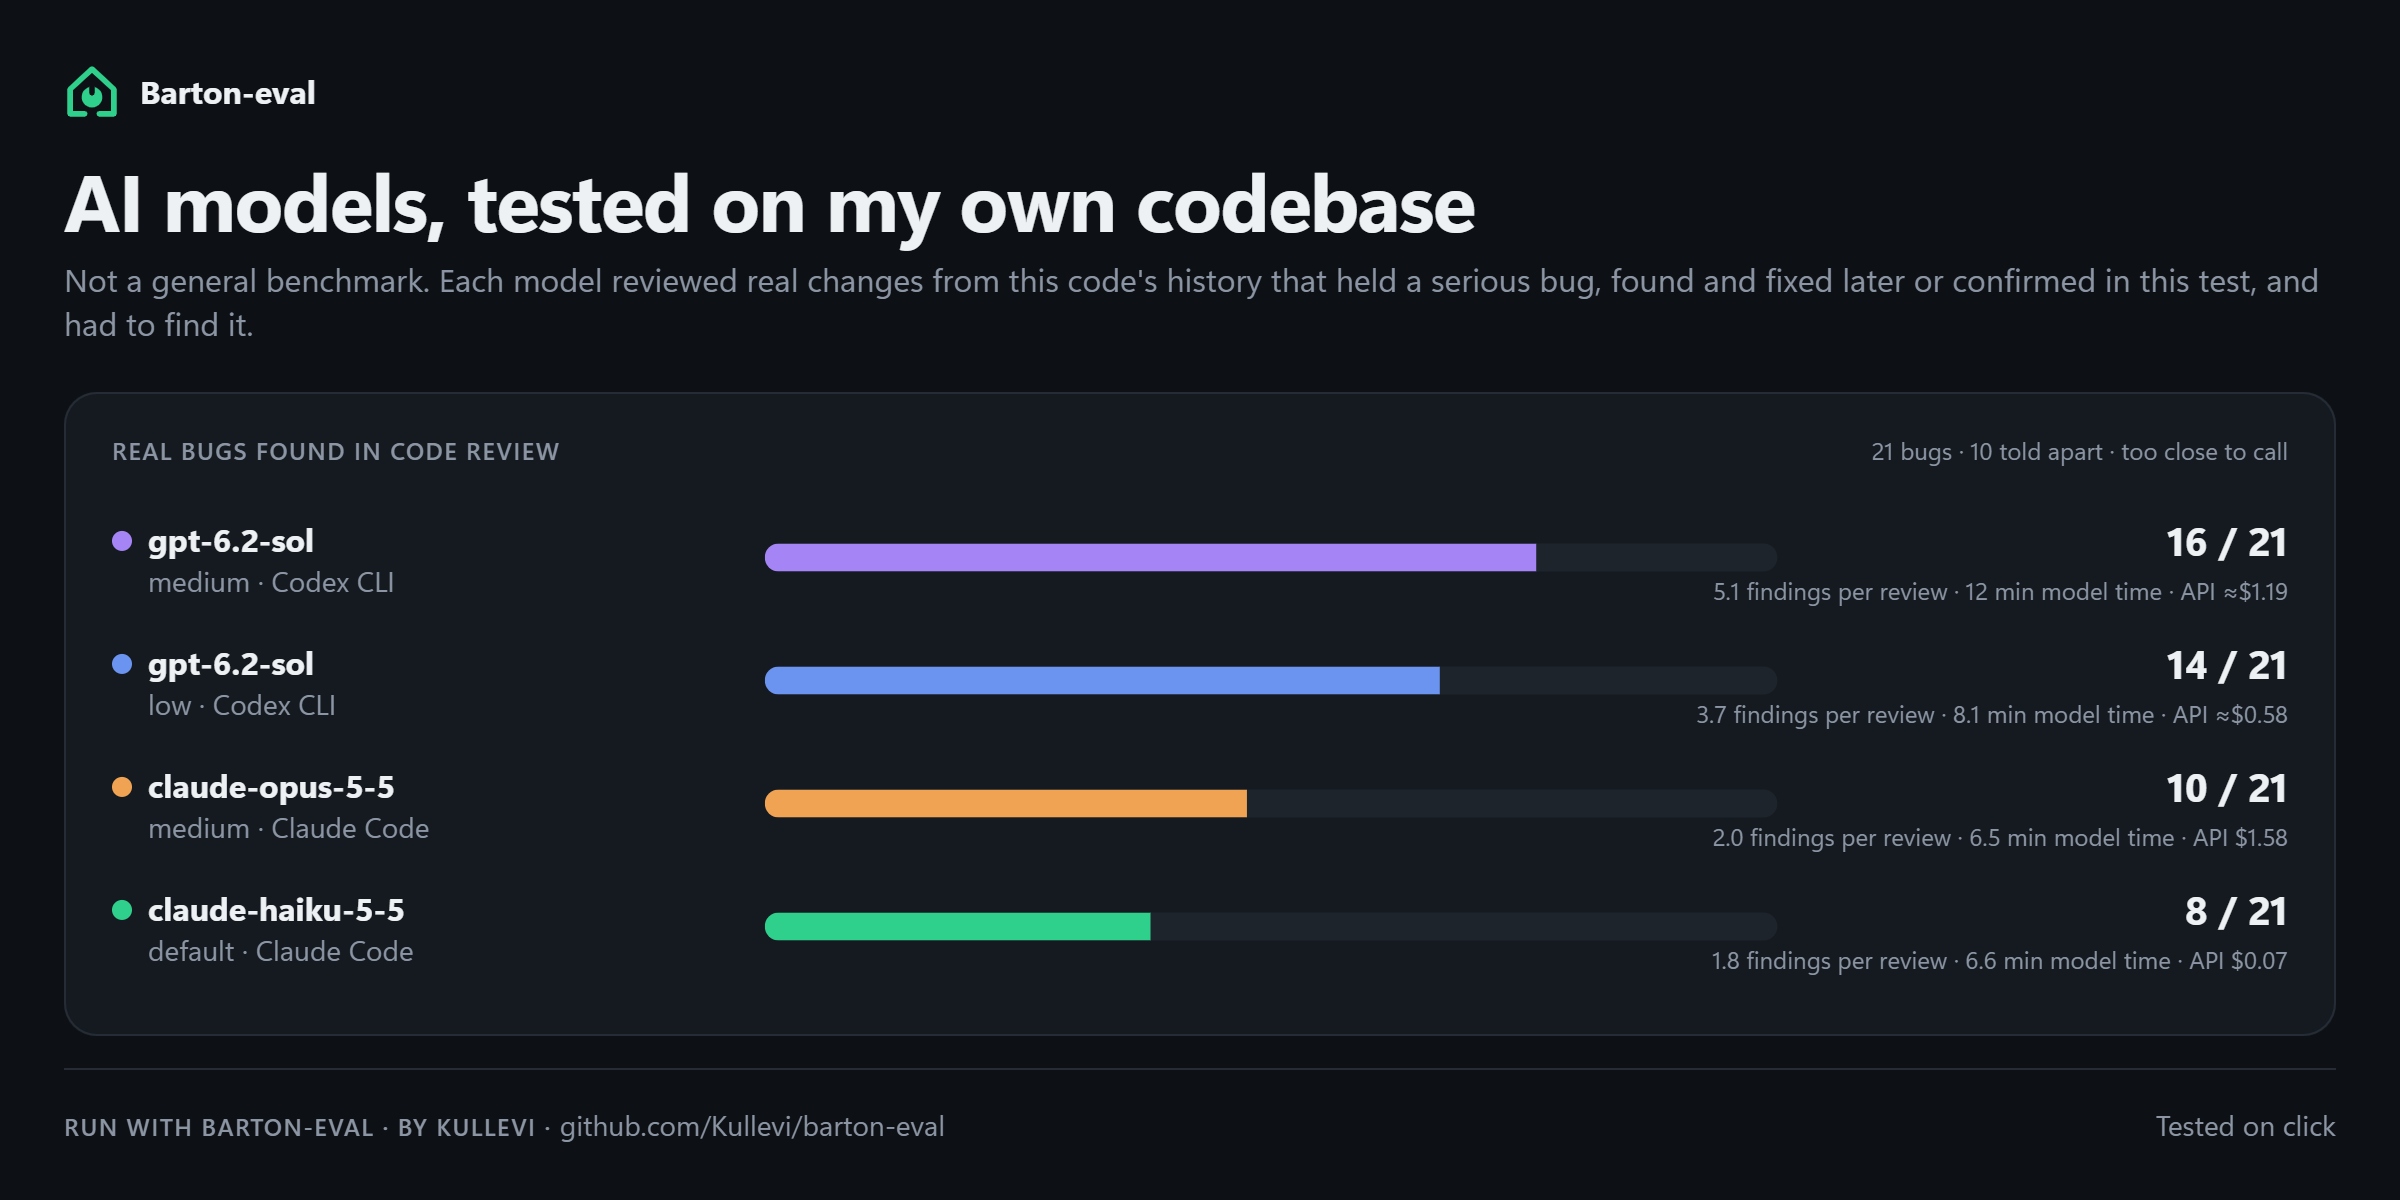 Barton-eval
AI models, tested on my own codebase
Not a general benchmark. Each model reviewed real changes from this code's history that held a serious bug, found and fixed later or confirmed in this test, and
had to find it.
REAL BUGS FOUND IN CODE REVIEW
21 bugs · 10 told apart · too close to call
gpt-6.2-sol
medium · Codex CLI
16 / 21
5.1 findings per review · 12 min model time · API ≈$1.19
gpt-6.2-sol
low · Codex CLI
14 / 21
3.7 findings per review · 8.1 min model time · API ≈$0.58
claude-opus-5-5
medium · Claude Code
10 / 21
2.0 findings per review · 6.5 min model time · API $1.58
claude-haiku-5-5
default · Claude Code
8 / 21
1.8 findings per review · 6.6 min model time · API $0.07
RUN WITH BARTON-EVAL · BY KULLEVI · github.com/Kullevi/barton-eval
Tested on click